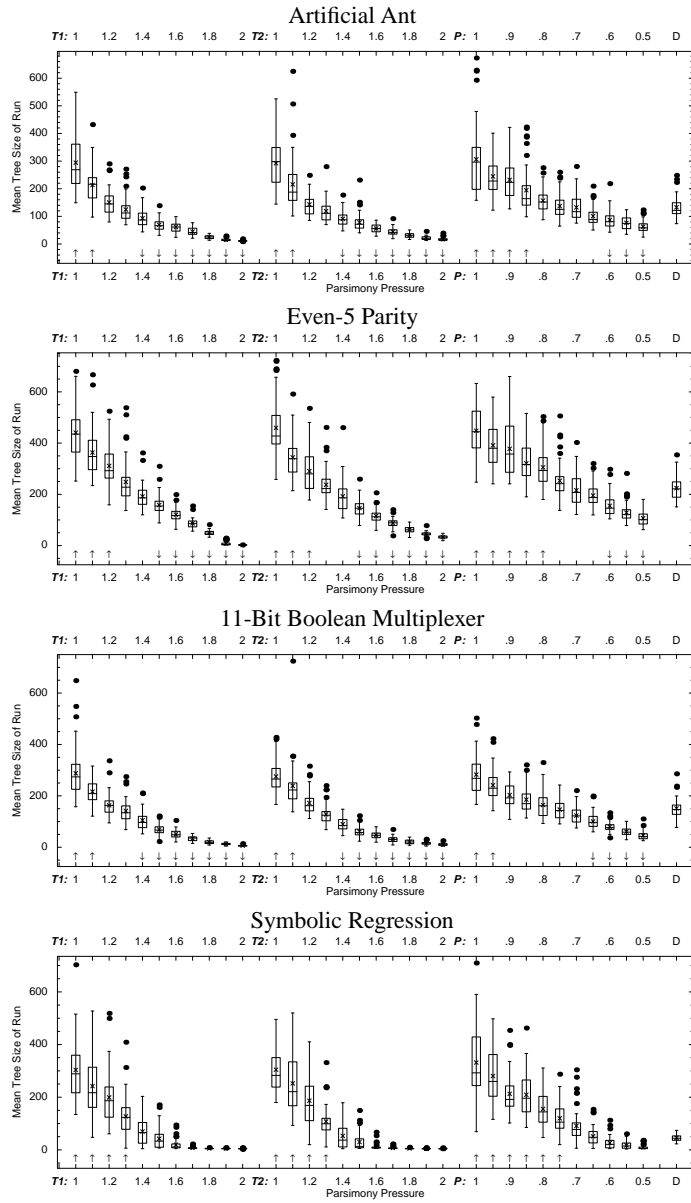 Artificial Ant
T1: 1 1.2 1.4 1.6 1.8 2 T2: 1 1.2 1.4 1.6 1.8 2 P: 1 .9 .8 .7 .6 0.5 D
Mean Tree Size of Run
600
500
400
300
200
100
0
↑ ↑ ↓ ↓ ↓ ↓ ↓ ↓ ↓ ↑ ↑ ↓ ↓ ↓ ↓ ↓ ↓ ↓ ↑ ↑ ↑ ↑ ↓ ↓ ↓
T1: 1 1.2 1.4 1.6 1.8 2 T2: 1 1.2 1.4 1.6 1.8 2 P: 1 .9 .8 .7 .6 0.5 D
Parsimony Pressure
Even-5 Parity
T1: 1 1.2 1.4 1.6 1.8 2 T2: 1 1.2 1.4 1.6 1.8 2 P: 1 .9 .8 .7 .6 0.5 D
Mean Tree Size of Run
600
400
200
0
↑ ↑ ↑ ↓ ↓ ↓ ↓ ↓ ↓ ↑ ↑ ↑ ↓ ↓ ↓ ↓ ↓ ↓ ↑ ↑ ↑ ↑ ↑ ↓ ↓ ↓
T1: 1 1.2 1.4 1.6 1.8 2 T2: 1 1.2 1.4 1.6 1.8 2 P: 1 .9 .8 .7 .6 0.5 D
Parsimony Pressure
11-Bit Boolean Multiplexer
T1: 1 1.2 1.4 1.6 1.8 2 T2: 1 1.2 1.4 1.6 1.8 2 P: 1 .9 .8 .7 .6 0.5 D
Mean Tree Size of Run
600
400
200
0
↑ ↑ ↓ ↓ ↓ ↓ ↓ ↓ ↓ ↑ ↑ ↓ ↓ ↓ ↓ ↓ ↓ ↓ ↑ ↑ ↓ ↓ ↓ ↓
T1: 1 1.2 1.4 1.6 1.8 2 T2: 1 1.2 1.4 1.6 1.8 2 P: 1 .9 .8 .7 .6 0.5 D
Parsimony Pressure
Symbolic Regression
T1: 1 1.2 1.4 1.6 1.8 2 T2: 1 1.2 1.4 1.6 1.8 2 P: 1 .9 .8 .7 .6 0.5 D
Mean Tree Size of Run
600
400
200
0
↑ ↑ ↑ ↑ ↑ ↑ ↑ ↑ ↑ ↑ ↑ ↑ ↑ ↑
T1: 1 1.2 1.4 1.6 1.8 2 T2: 1 1.2 1.4 1.6 1.8 2 P: 1 .9 .8 .7 .6 0.5 D
Parsimony Pressure